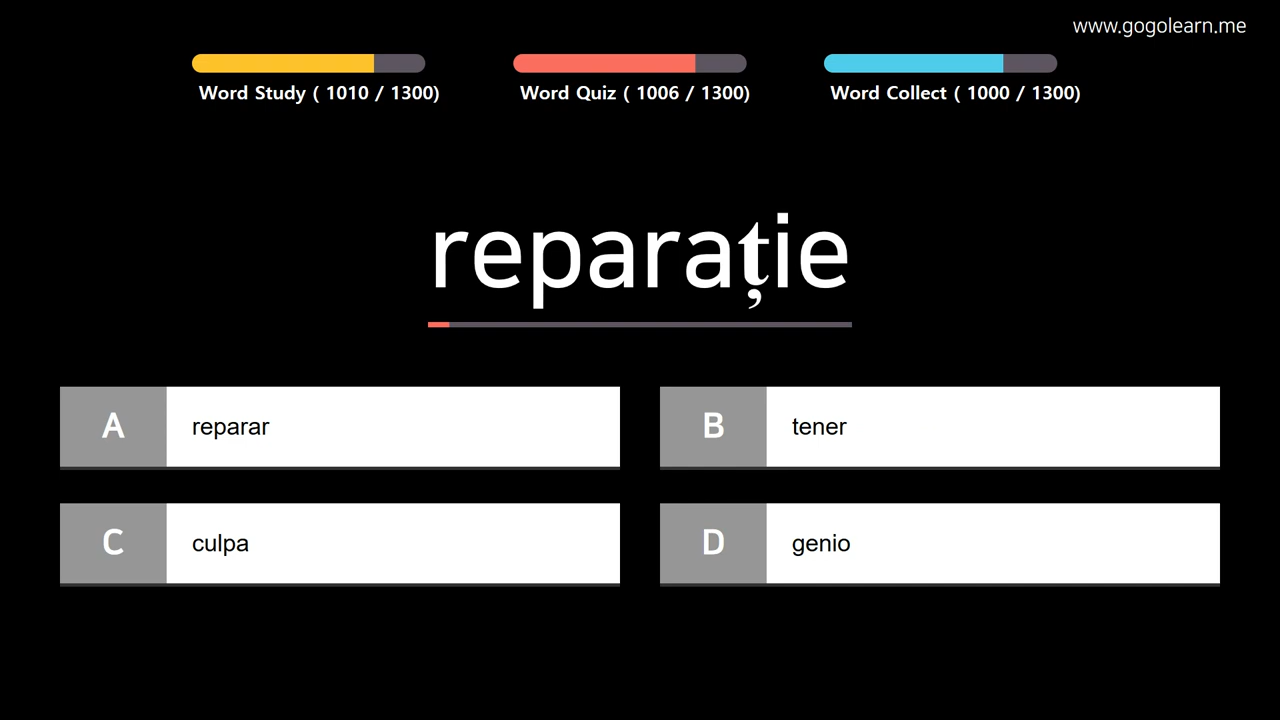 www.gogolearn.me
Word Study ( 1010 / 1300)
Word Quiz ( 1006 / 1300)
Word Collect ( 1000 / 1300)
reparație
A reparar
B tener
C culpa
D genio